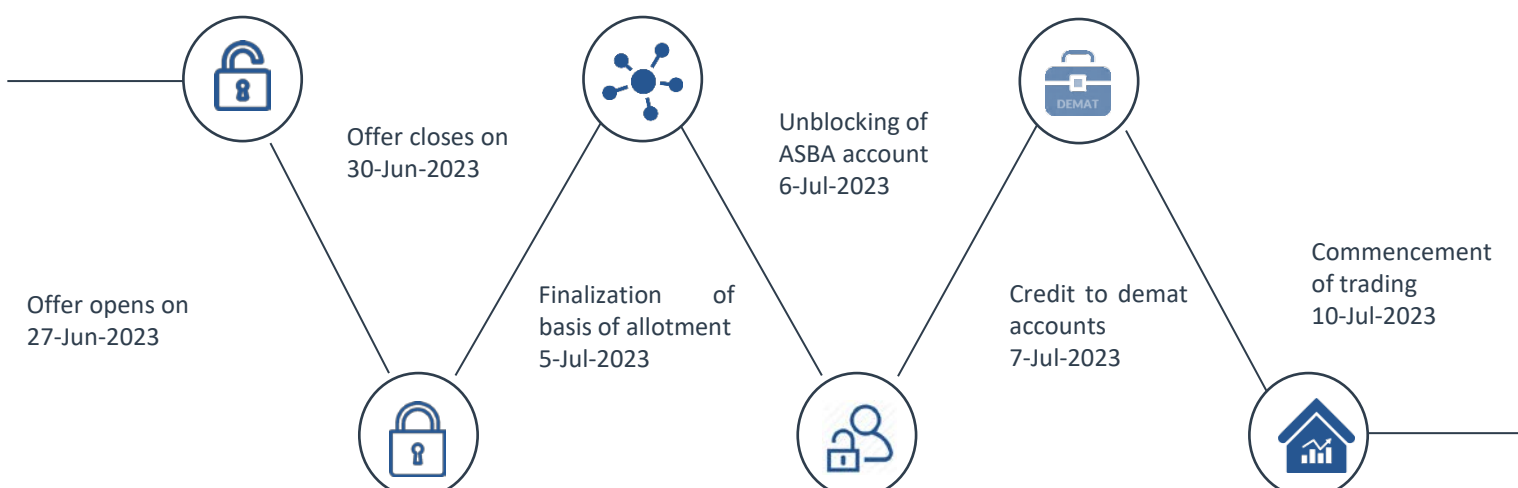 Offer opens on
27-Jun-2023
Offer closes on
30-Jun-2023
Finalization of
basis of allotment
5-Jul-2023
Unblocking of
ASBA account
6-Jul-2023
DEMAT
Credit to demat
accounts
7-Jul-2023
Commencement
of trading
10-Jul-2023